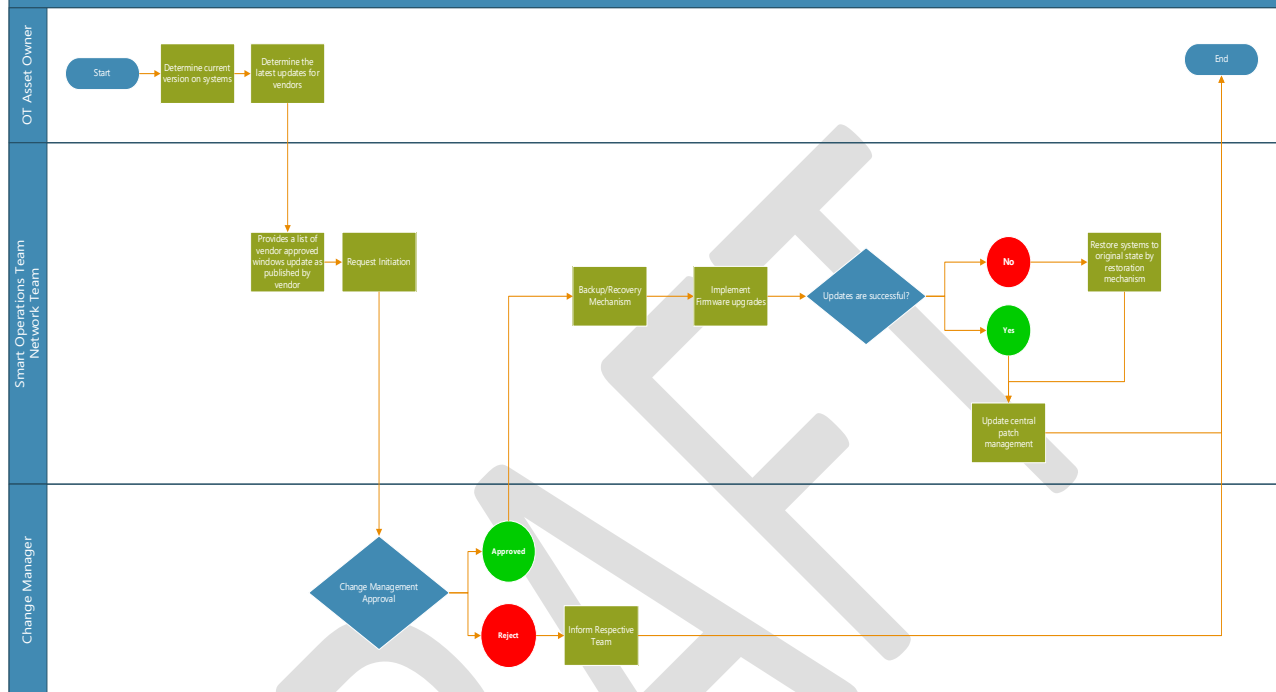 OT Asset Owner
Start
Determine current
version on systems
Determine the
latest updates for
vendors
End
Smart Operations Team
Network Team
Provides a list of
vendor approved
windows update as
published by
vendor
Request Initiation
Backup/Recovery
Mechanism
Implement
Firmware upgrades
Updates are successful?
No
Yes
Restore systems to
original state by
restoration
mechanism
Update central
patch
management
Change Manager
Change Management
Approval
Approved
Reject
Inform Respective
Team
DRAFT